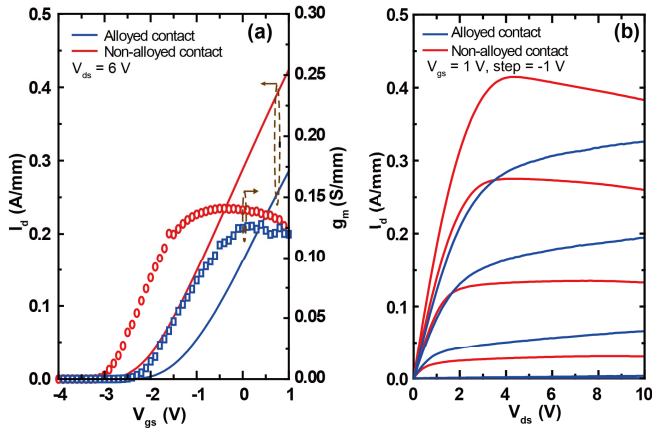 (a)
Alloyed contact
Non-alloyed contact
V_ds = 6 V
I_d (A/mm)
0.5
0.4
0.3
0.2
0.1
0.0
g_m (S/mm)
0.30
0.25
0.20
0.15
0.10
0.05
0.00
-4 -3 -2 -1 0 1
V_gs (V)
(b)
Alloyed contact
Non-alloyed contact
V_gs = 1 V, step = -1 V
I_d (A/mm)
0.5
0.4
0.3
0.2
0.1
0.0
0 2 4 6 8 10
V_ds (V)